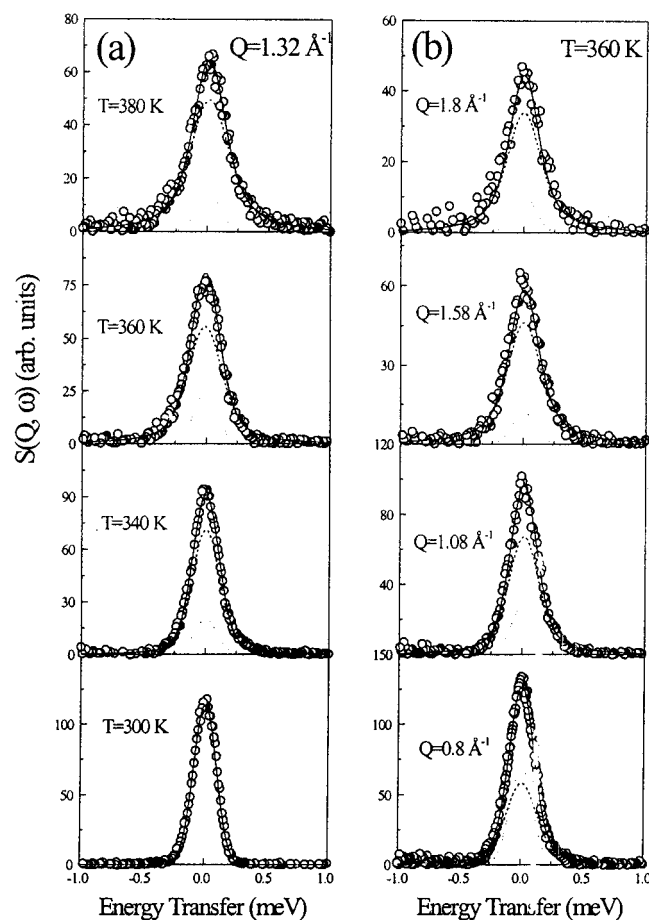 (a) Q=1.32 Å⁻¹
80
60
T=380 K
40
20
0
75
T=360 K
50
25
0
90
T=340 K
60
30
0
100
T=300 K
50
0
-1.0 -0.5 0.0 0.5 1.0
Energy Transfer (meV)
S(Q, ω) (arb. units)
(b) T=360 K
60
Q=1.8 Å⁻¹
40
20
0
60
Q=1.58 Å⁻¹
30
120
Q=1.08 Å⁻¹
80
40
150
100
Q=0.8 Å⁻¹
50
0
-1.0 -0.5 0.0 0.5 1.0
Energy Transfer (meV)